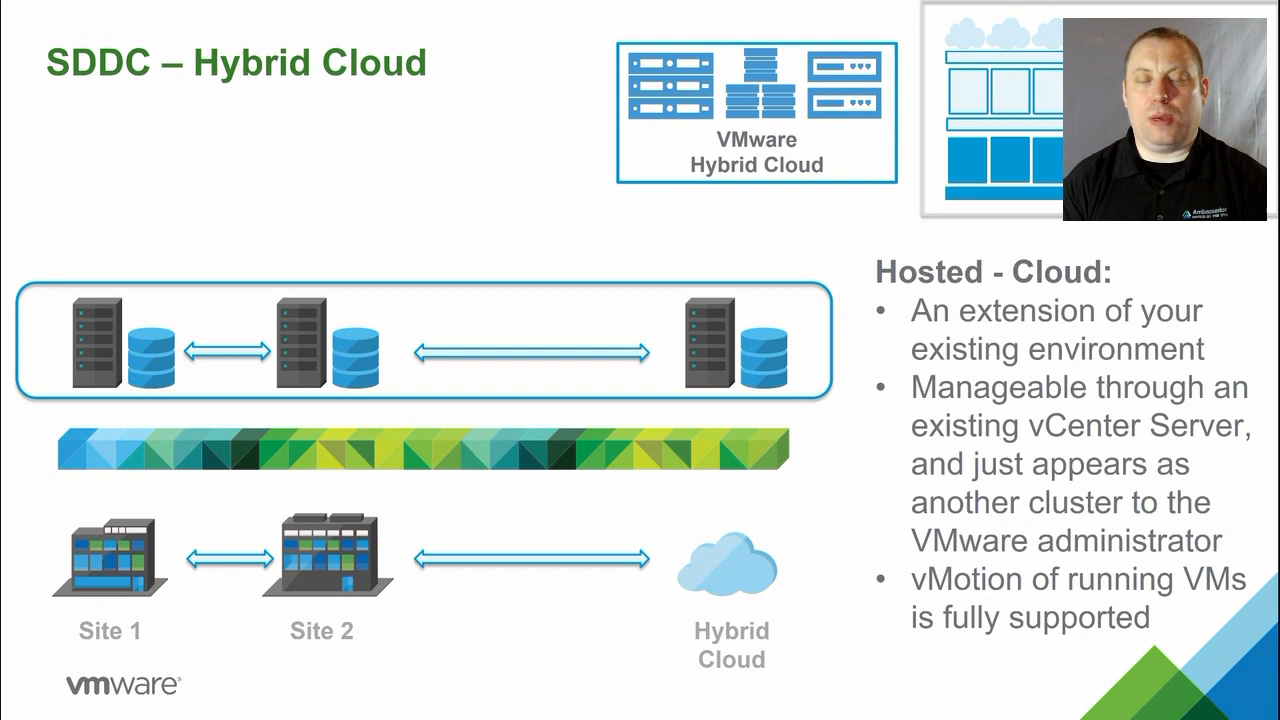 SDDC – Hybrid Cloud
VMware
Hybrid Cloud
Ambassador
Hosted - Cloud:
• An extension of your
existing environment
• Manageable through an
existing vCenter Server,
and just appears as
another cluster to the
VMware administrator
• vMotion of running VMs
is fully supported
Site 1
Site 2
Hybrid
Cloud
vmware